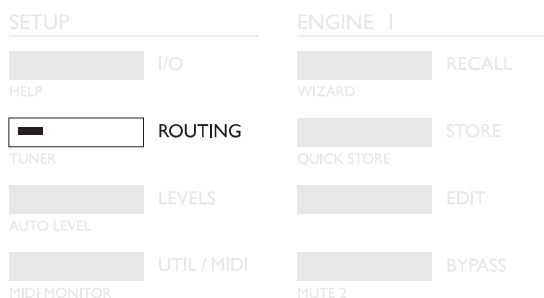 SETUP
I/O
HELP
ROUTING
TUNER
LEVELS
AUTO LEVEL
UTIL / MIDI
MIDI MONITOR
ENGINE 1
RECALL
WIZARD
STORE
QUICK STORE
EDIT
BYPASS
MUTE 2